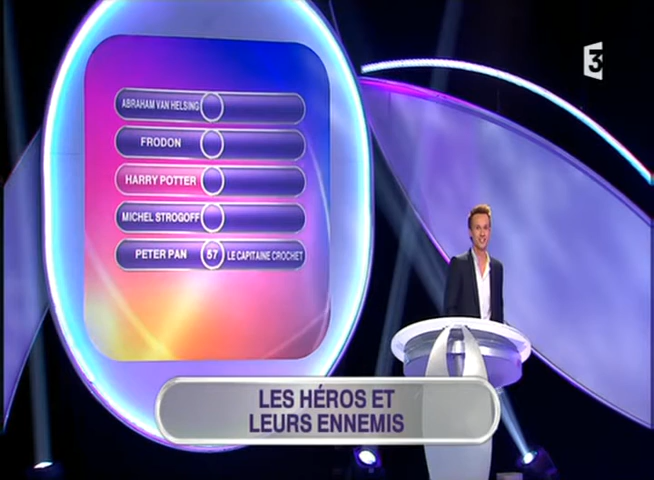 3
ABRAHAM VAN HELSING
FRODON
HARRY POTTER
MICHEL STROGOFF
PETER PAN 57 LE CAPITAINE CROCHET
LES HÉROS ET
LEURS ENNEMIS